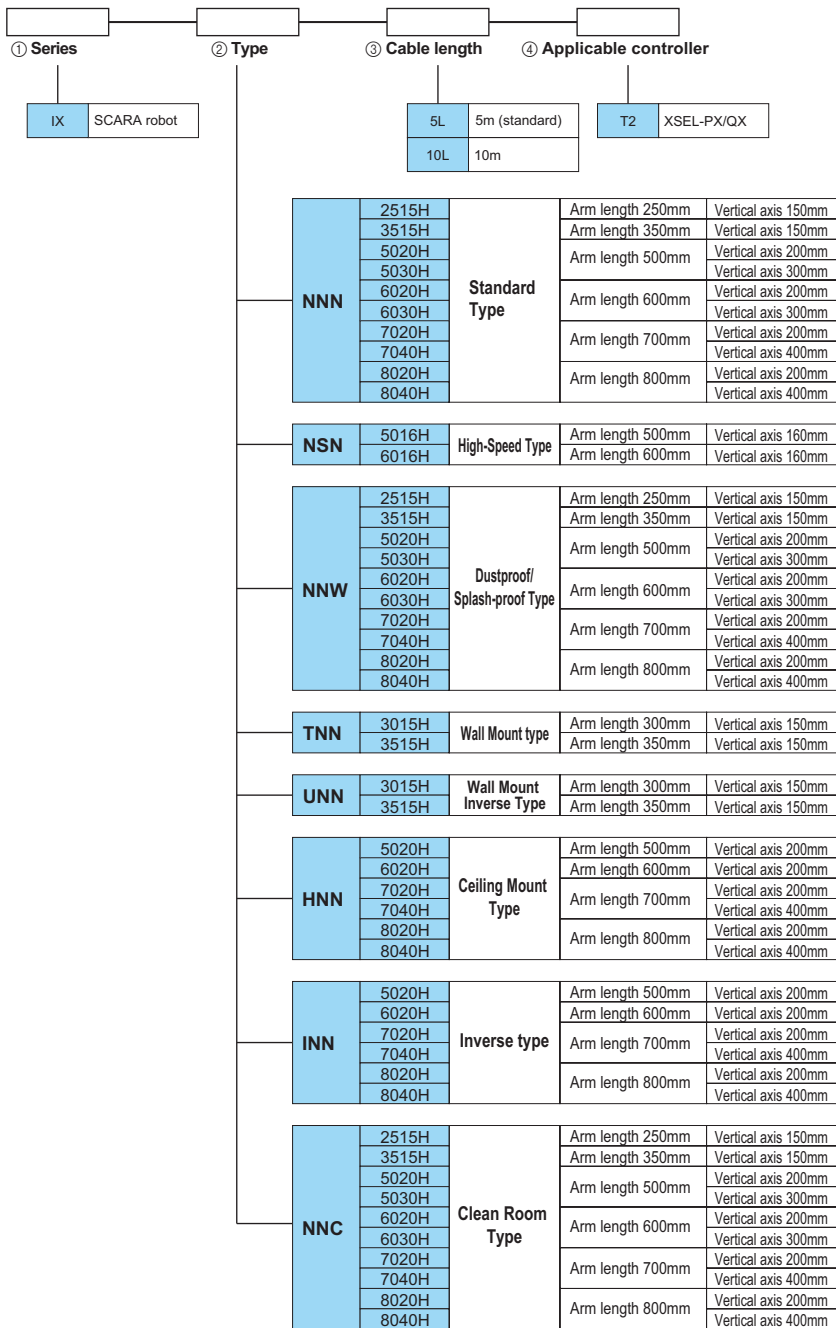 ① Series ② Type ③ Cable length ④ Applicable controller
IX SCARA robot
5L 5m (standard)
10L 10m
T2 XSEL-PX/QX
NNN
Standard
Type
2515H Arm length 250mm Vertical axis 150mm
3515H Arm length 350mm Vertical axis 150mm
5020H Arm length 500mm Vertical axis 200mm
5030H Vertical axis 300mm
6020H Arm length 600mm Vertical axis 200mm
6030H Vertical axis 300mm
7020H Arm length 700mm Vertical axis 200mm
7040H Vertical axis 400mm
8020H Arm length 800mm Vertical axis 200mm
8040H Vertical axis 400mm
NSN
High-Speed Type
5016H Arm length 500mm Vertical axis 160mm
6016H Arm length 600mm Vertical axis 160mm
NNW
Dustproof/
Splash-proof Type
2515H Arm length 250mm Vertical axis 150mm
3515H Arm length 350mm Vertical axis 150mm
5020H Arm length 500mm Vertical axis 200mm
5030H Vertical axis 300mm
6020H Arm length 600mm Vertical axis 200mm
6030H Vertical axis 300mm
7020H Arm length 700mm Vertical axis 200mm
7040H Vertical axis 400mm
8020H Arm length 800mm Vertical axis 200mm
8040H Vertical axis 400mm
TNN
Wall Mount type
3015H Arm length 300mm Vertical axis 150mm
3515H Arm length 350mm Vertical axis 150mm
UNN
Wall Mount
Inverse Type
3015H Arm length 300mm Vertical axis 150mm
3515H Arm length 350mm Vertical axis 150mm
HNN
Ceiling Mount
Type
5020H Arm length 500mm Vertical axis 200mm
6020H Arm length 600mm Vertical axis 200mm
7020H Arm length 700mm Vertical axis 200mm
7040H Vertical axis 400mm
8020H Arm length 800mm Vertical axis 200mm
8040H Vertical axis 400mm
INN
Inverse type
5020H Arm length 500mm Vertical axis 200mm
6020H Arm length 600mm Vertical axis 200mm
7020H Arm length 700mm Vertical axis 200mm
7040H Vertical axis 400mm
8020H Arm length 800mm Vertical axis 200mm
8040H Vertical axis 400mm
NNC
Clean Room
Type
2515H Arm length 250mm Vertical axis 150mm
3515H Arm length 350mm Vertical axis 150mm
5020H Arm length 500mm Vertical axis 200mm
5030H Vertical axis 300mm
6020H Arm length 600mm Vertical axis 200mm
6030H Vertical axis 300mm
7020H Arm length 700mm Vertical axis 200mm
7040H Vertical axis 400mm
8020H Arm length 800mm Vertical axis 200mm
8040H Vertical axis 400mm